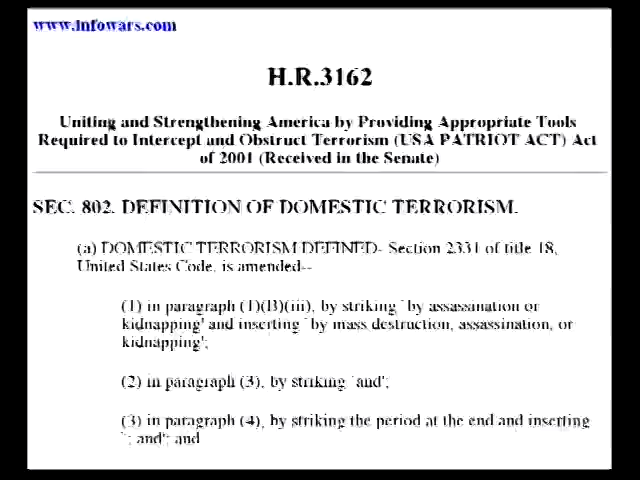 www.infowars.com
H.R.3162
Uniting and Strengthening America by Providing Appropriate Tools
Required to Intercept and Obstruct Terrorism (USA PATRIOT ACT) Act
of 2001 (Received in the Senate)
SEC. 802. DEFINITION OF DOMESTIC TERRORISM.
(a) DOMESTIC TERRORISM DEFINED- Section 2331 of title 18,
United States Code, is amended--
(1) in paragraph (1)(B)(iii), by striking `by assassination or
kidnapping' and inserting `by mass destruction, assassination, or
kidnapping';
(2) in paragraph (3), by striking `and';
(3) in paragraph (4), by striking the period at the end and inserting
`; and'; and